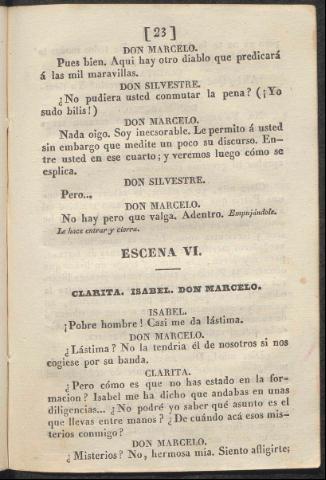 [ 23 ]
DON MARCELO.
Pues bien. Aqui hay otro diablo que predicará
á las mil maravillas.
DON SILVESTRE.
¿No pudiera usted conmutar la pena? (¡Yo
sudo bilis!)
DON MARCELO.
Nada oigo. Soy inecsorable. Le permito á usted
sin embargo que medite un poco su discurso. En-
tre usted en ese cuarto; y veremos luego cómo se
esplica.
DON SILVESTRE.
Pero...
DON MARCELO.
No hay pero que valga. Adentro. Empujándole.
Le hace entrar y cierra.
ESCENA VI.
CLARITA. ISABEL. DON MARCELO.
ISABEL.
¡Pobre hombre! Casi me da lástima.
DON MARCELO.
¿Lástima? No la tendria él de nosotros si nos
cogiese por su banda.
CLARITA.
¿Pero cómo es que no has estado en la for-
macion? Isabel me ha dicho que andabas en unas
diligencias... ¿No podré yo saber qué asunto es el
que llevas entre manos? ¿De cuándo acá esos mis-
terios conmigo?
DON MARCELO.
¿Misterios? No, hermosa mia. Siento afligirte;